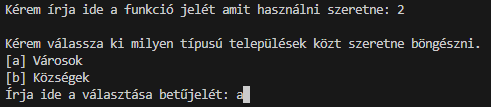 Kérem írja ide a funkció jelét amit használni szeretne: 2
Kérem válassza ki milyen típusú települések közt szeretne böngészni.
[a] Városok
[b] Községek
Írja ide a választása betűjelét: a